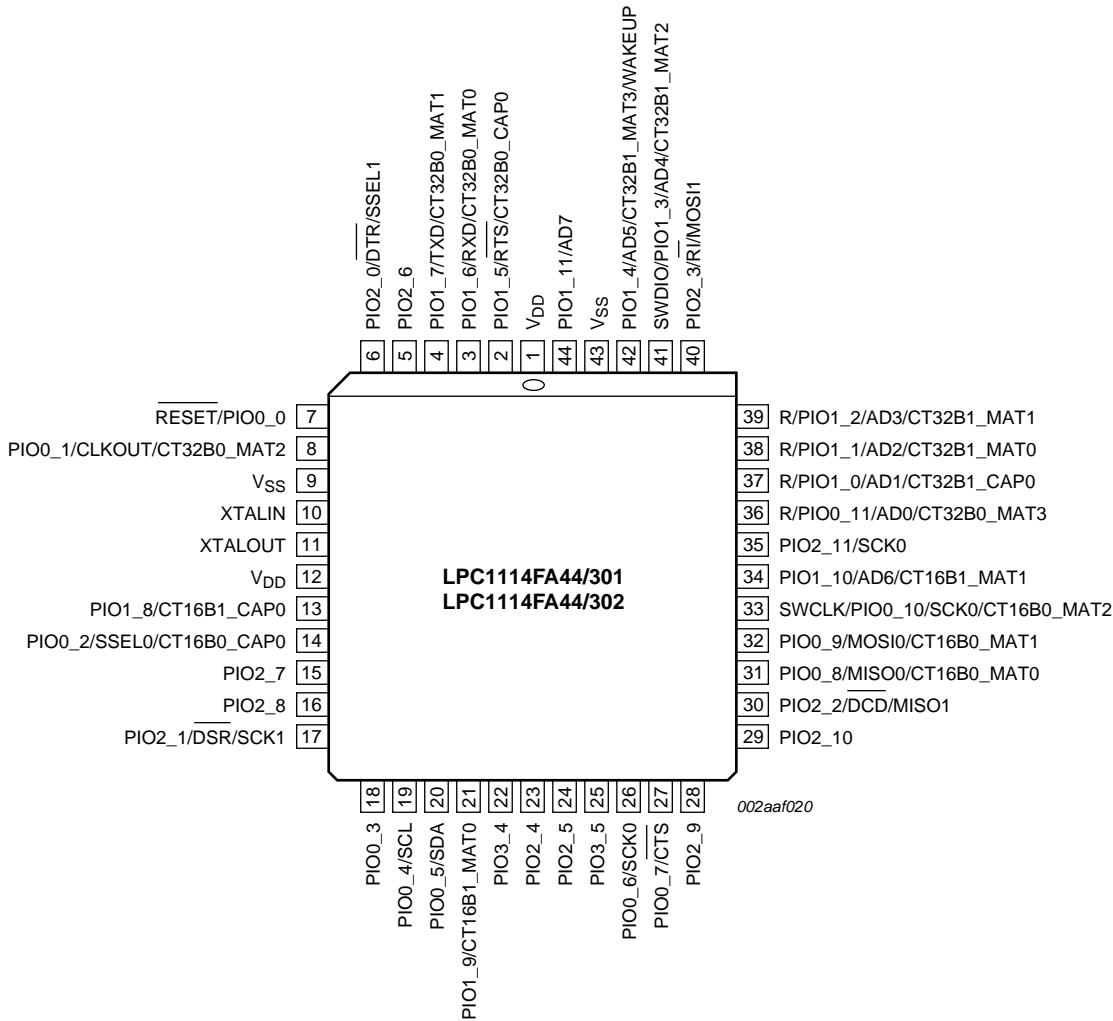 PIO2_0/DTR/SSEL1
PIO2_6
PIO1_7/TXD/CT32B0_MAT1
PIO1_6/RXD/CT32B0_MAT0
PIO1_5/RTS/CT32B0_CAP0
VDD
PIO1_11/AD7
VSS
PIO1_4/AD5/CT32B1_MAT3/WAKEUP
SWDIO/PIO1_3/AD4/CT32B1_MAT2
PIO2_3/RI/MOSI1
6
5
4
3
2
1
44
43
42
41
40
RESET/PIO0_0 7
PIO0_1/CLKOUT/CT32B0_MAT2 8
VSS 9
XTALIN 10
XTALOUT 11
VDD 12
PIO1_8/CT16B1_CAP0 13
PIO0_2/SSEL0/CT16B0_CAP0 14
PIO2_7 15
PIO2_8 16
PIO2_1/DSR/SCK1 17
LPC1114FA44/301
LPC1114FA44/302
39 R/PIO1_2/AD3/CT32B1_MAT1
38 R/PIO1_1/AD2/CT32B1_MAT0
37 R/PIO1_0/AD1/CT32B1_CAP0
36 R/PIO0_11/AD0/CT32B0_MAT3
35 PIO2_11/SCK0
34 PIO1_10/AD6/CT16B1_MAT1
33 SWCLK/PIO0_10/SCK0/CT16B0_MAT2
32 PIO0_9/MOSI0/CT16B0_MAT1
31 PIO0_8/MISO0/CT16B0_MAT0
30 PIO2_2/DCD/MISO1
29 PIO2_10
18
19
20
21
22
23
24
25
26
27
28
PIO0_3
PIO0_4/SCL
PIO0_5/SDA
PIO1_9/CT16B1_MAT0
PIO3_4
PIO2_4
PIO2_5
PIO3_5
PIO0_6/SCK0
PIO0_7/CTS
PIO2_9
002aaf020